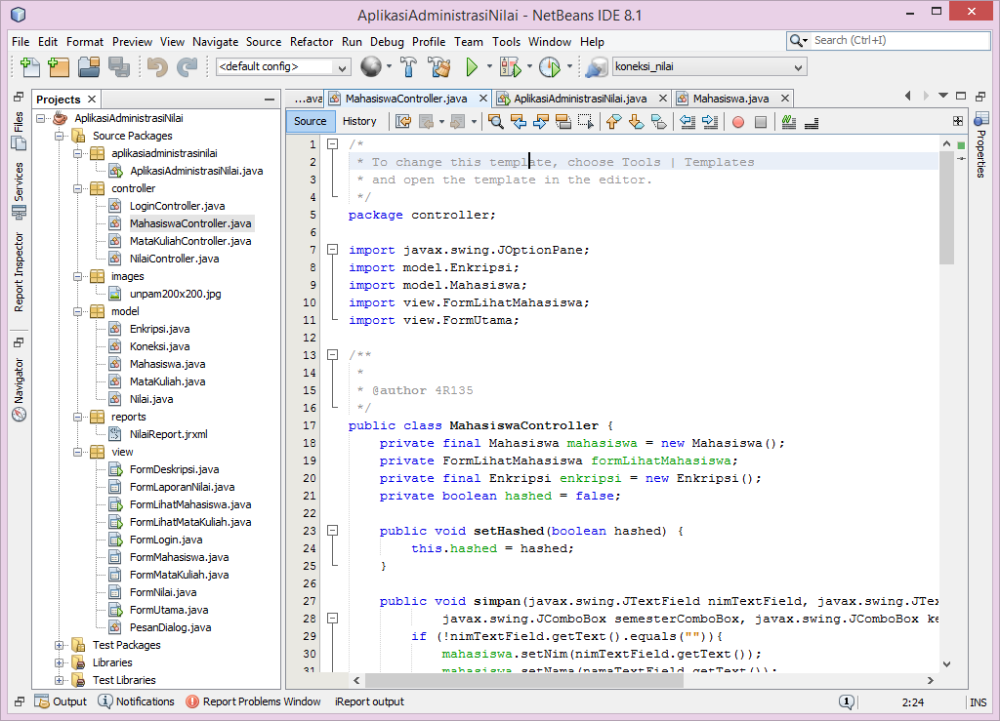 AplikasiAdministrasiNilai - NetBeans IDE 8.1
File Edit Format Preview View Navigate Source Refactor Run Debug Profile Team Tools Window Help
Search (Ctrl+I)
<default config>
koneksi_nilai
Projects
...ava
MahasiswaController.java
AplikasiAdministrasiNilai.java
Mahasiswa.java
Source
History
Files
Services
Report Inspector
Navigator
Properties
AplikasiAdministrasiNilai
Source Packages
aplikasiadministrasinilai
AplikasiAdministrasiNilai.java
controller
LoginController.java
MahasiswaController.java
MataKuliahController.java
NilaiController.java
images
unpam200x200.jpg
model
Enkripsi.java
Koneksi.java
Mahasiswa.java
MataKuliah.java
Nilai.java
reports
NilaiReport.jrxml
view
FormDeskripsi.java
FormLaporanNilai.java
FormLihatMahasiswa.java
FormLihatMataKuliah.java
FormLogin.java
FormMahasiswa.java
FormMataKuliah.java
FormNilai.java
FormUtama.java
PesanDialog.java
Test Packages
Libraries
Test Libraries
1 /*
2 * To change this template, choose Tools | Templates
3 * and open the template in the editor.
4 */
5 package controller;
6
7 import javax.swing.JOptionPane;
8 import model.Enkripsi;
9 import model.Mahasiswa;
10 import view.FormLihatMahasiswa;
11 import view.FormUtama;
12
13 /**
14 *
15 * @author 4R135
16 */
17 public class MahasiswaController {
18 private final Mahasiswa mahasiswa = new Mahasiswa();
19 private FormLihatMahasiswa formLihatMahasiswa;
20 private final Enkripsi enkripsi = new Enkripsi();
21 private boolean hashed = false;
22
23 public void setHashed(boolean hashed) {
24 this.hashed = hashed;
25 }
26
27 public void simpan(javax.swing.JTextField nimTextField, javax.swing.JTex
28 javax.swing.JComboBox semesterComboBox, javax.swing.JComboBox ke
29 if (!nimTextField.getText().equals("")){
30 mahasiswa.setNim(nimTextField.getText());
31 mahasiswa.setNama(namaTextField.getText());
Output
Notifications
Report Problems Window
iReport output
1
2:24
INS